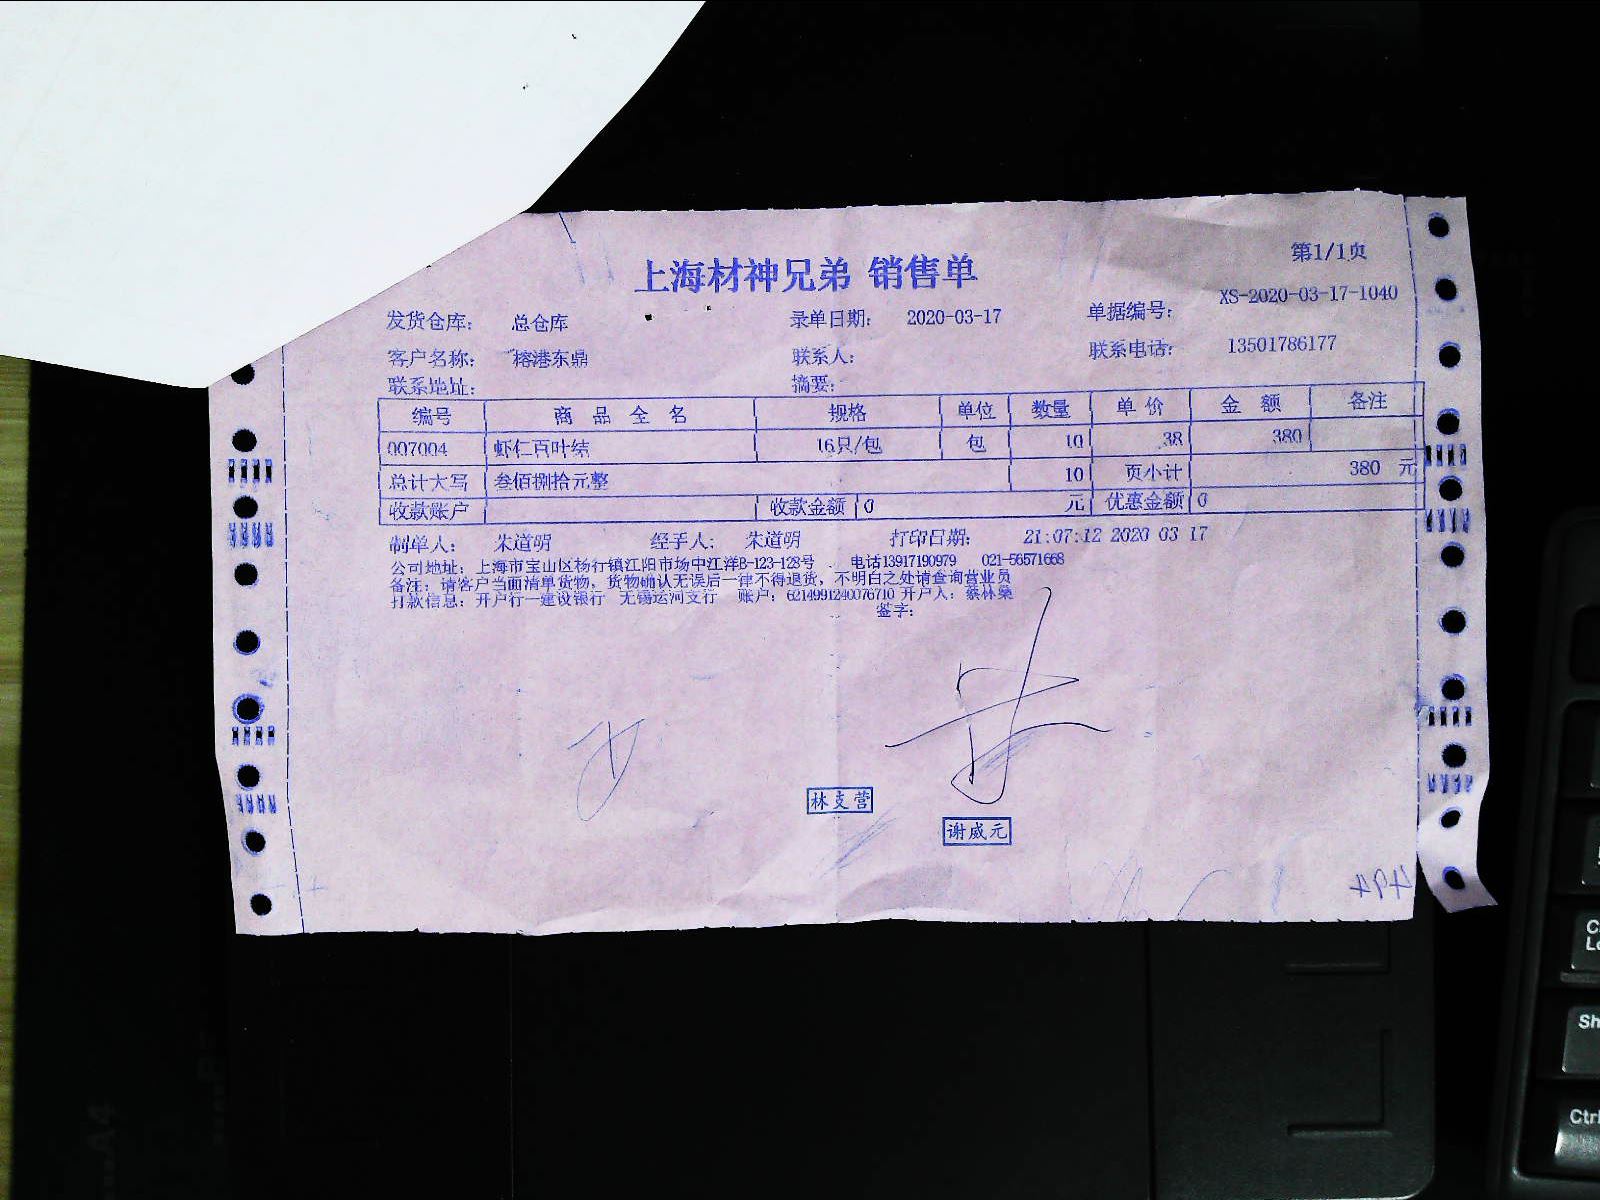 第1/1页
上海材神兄弟 销售单
发货仓库: 总仓库 录单日期: 2020-03-17 单据编号: XS-2020-03-17-1040
客户名称: 榕港东鼎 联系人: 联系电话: 13501786177
联系地址: 摘要:
编号 商品全名 规格 单位 数量 单价 金额 备注
007004 虾仁百叶结 16只/包 包 10 38 380
总计大写 叁佰捌拾元整 10 页小计 380 元
收款账户 收款金额 0 元 优惠金额 0
制单人: 朱道明 经手人: 朱道明 打印日期: 21:07:12 2020 03 17
公司地址: 上海市宝山区杨行镇江阳市场中江洋B-123-128号 电话13917190979 021-56571668
备注: 请客户当面清单货物, 货物确认无误后一律不得退货, 不明白之处请查询营业员
打款信息: 开户行—建设银行 无锡运河支行 账户: 6214991240076710 开户人: 蔡林燊
签字:
林支营
谢威元
C
Sh
Ctrl
A4